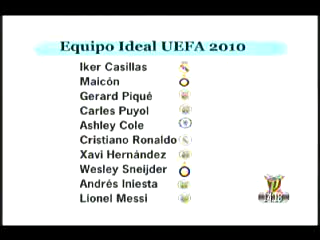 Equipo Ideal UEFA 2010
Iker Casillas
Maicón
Gerard Piqué
Carles Puyol
Ashley Cole
Cristiano Ronaldo
Xavi Hernández
Wesley Sneijder
Andrés Iniesta
Lionel Messi